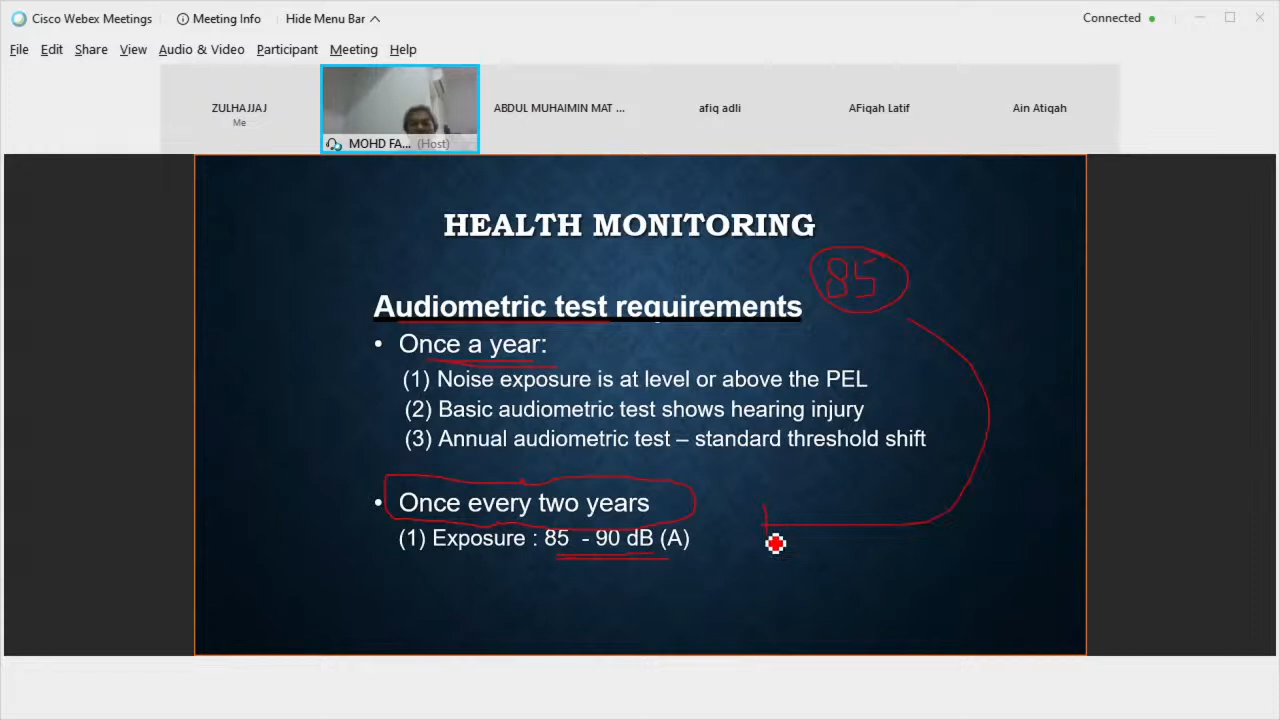 Cisco Webex Meetings Meeting Info Hide Menu Bar Connected
File Edit Share View Audio & Video Participant Meeting Help
ZULHAJJAJ
Me
MOHD FA... (Host)
ABDUL MUHAIMIN MAT ...
afiq adli
AFiqah Latif
Ain Atiqah
HEALTH MONITORING
85
Audiometric test requirements
• Once a year:
(1) Noise exposure is at level or above the PEL
(2) Basic audiometric test shows hearing injury
(3) Annual audiometric test – standard threshold shift
• Once every two years
(1) Exposure : 85 - 90 dB (A)